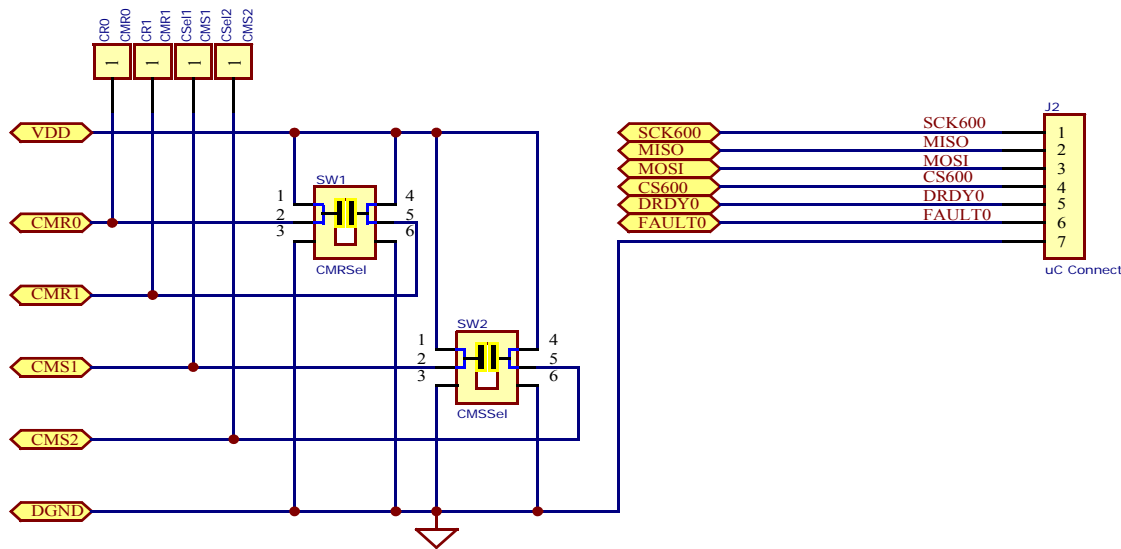 CR0
CMR0
CR1
CMR1
CSel1
CMS1
CSel2
CMS2
1
1
1
1
VDD
CMR0
CMR1
CMS1
CMS2
DGND
SW1
1
2
3
4
5
6
CMRSel
SW2
1
2
3
4
5
6
CMSSel
SCK600
MISO
MOSI
CS600
DRDY0
FAULT0
SCK600
MISO
MOSI
CS600
DRDY0
FAULT0
J2
1
2
3
4
5
6
7
uC Connect